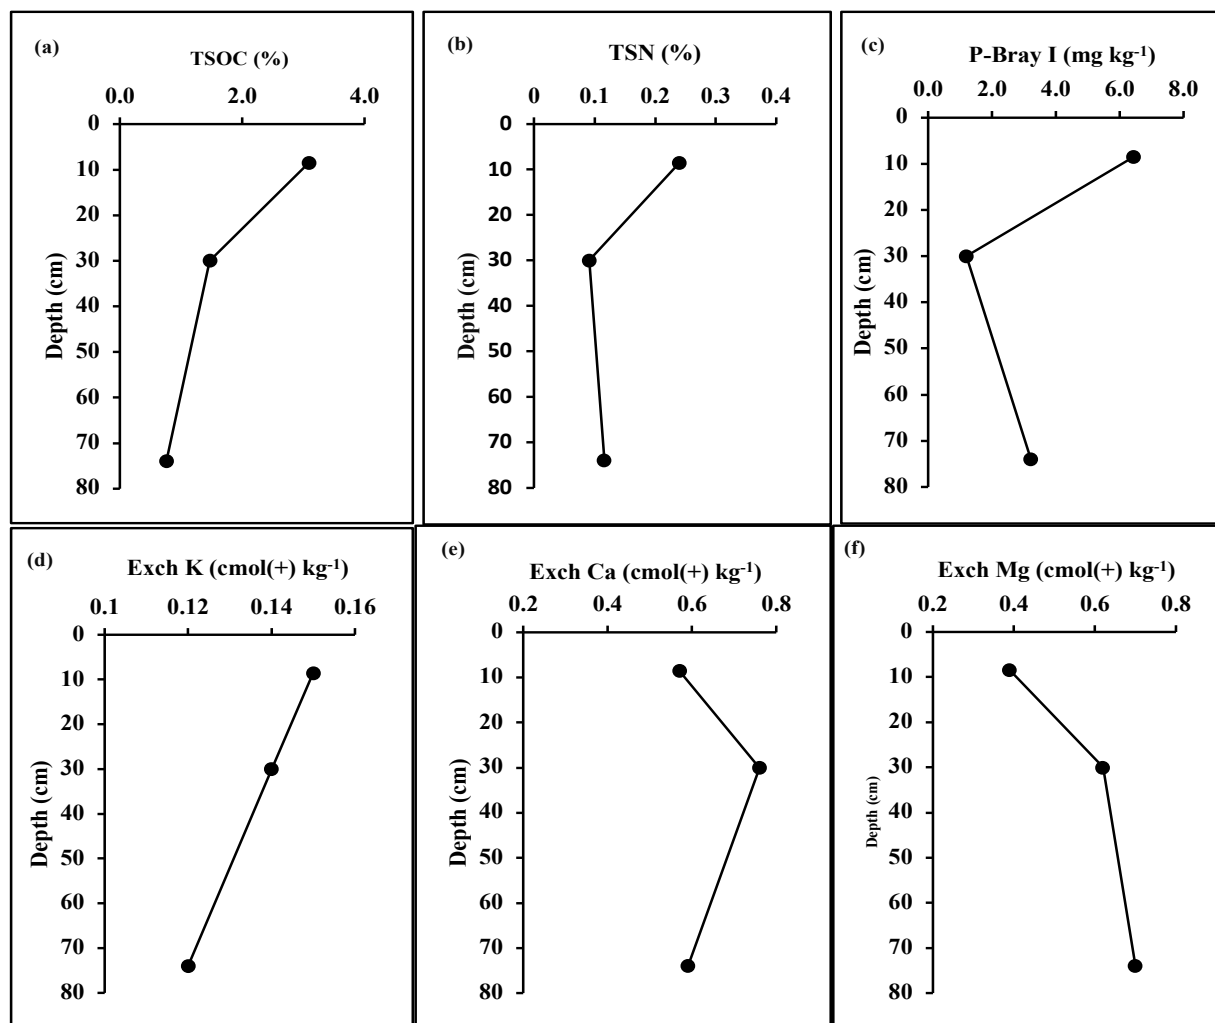 (a)
TSOC (%)
0.0 2.0 4.0
0
10
20
30
40
50
60
70
80
Depth (cm)
(b)
TSN (%)
0 0.1 0.2 0.3 0.4
0
10
20
30
40
50
60
70
80
Depth (cm)
(c)
P-Bray I (mg kg⁻¹)
0.0 2.0 4.0 6.0 8.0
0
10
20
30
40
50
60
70
80
Depth (cm)
(d)
Exch K (cmol(+) kg⁻¹)
0.1 0.12 0.14 0.16
0
10
20
30
40
50
60
70
80
Depth (cm)
(e)
Exch Ca (cmol(+) kg⁻¹)
0.2 0.4 0.6 0.8
0
10
20
30
40
50
60
70
80
Depth (cm)
(f)
Exch Mg (cmol(+) kg⁻¹)
0.2 0.4 0.6 0.8
0
10
20
30
40
50
60
70
80
Depth (cm)